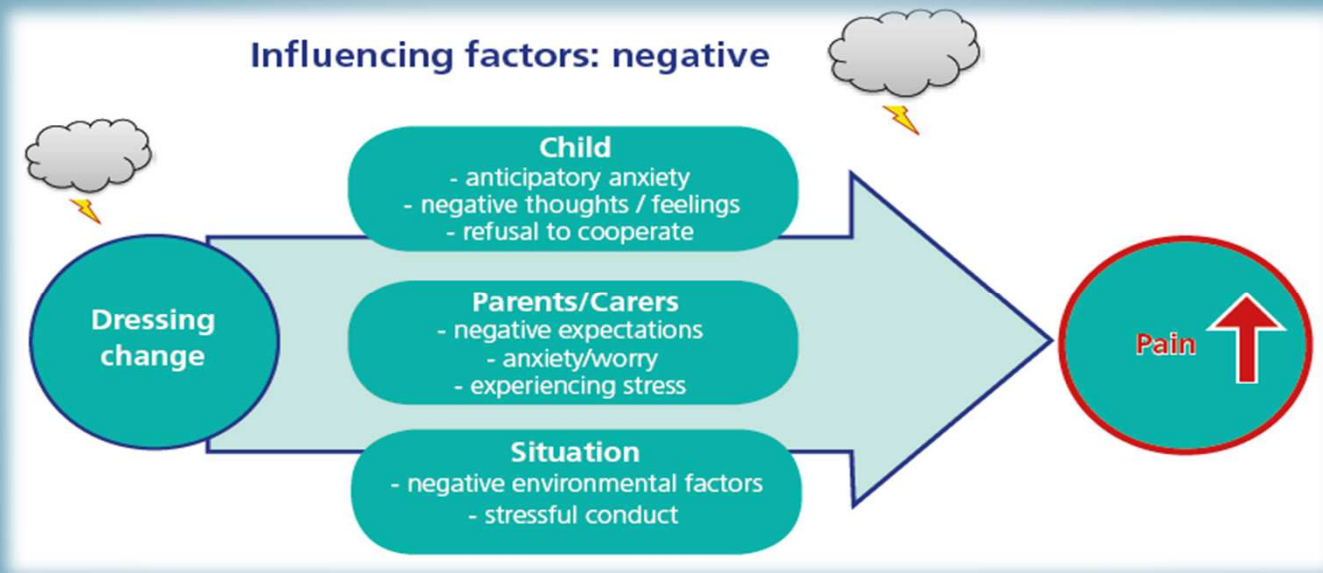 Influencing factors: negative
Child
- anticipatory anxiety
- negative thoughts / feelings
- refusal to cooperate
Dressing
change
Parents/Carers
- negative expectations
- anxiety/worry
- experiencing stress
Pain
Situation
- negative environmental factors
- stressful conduct